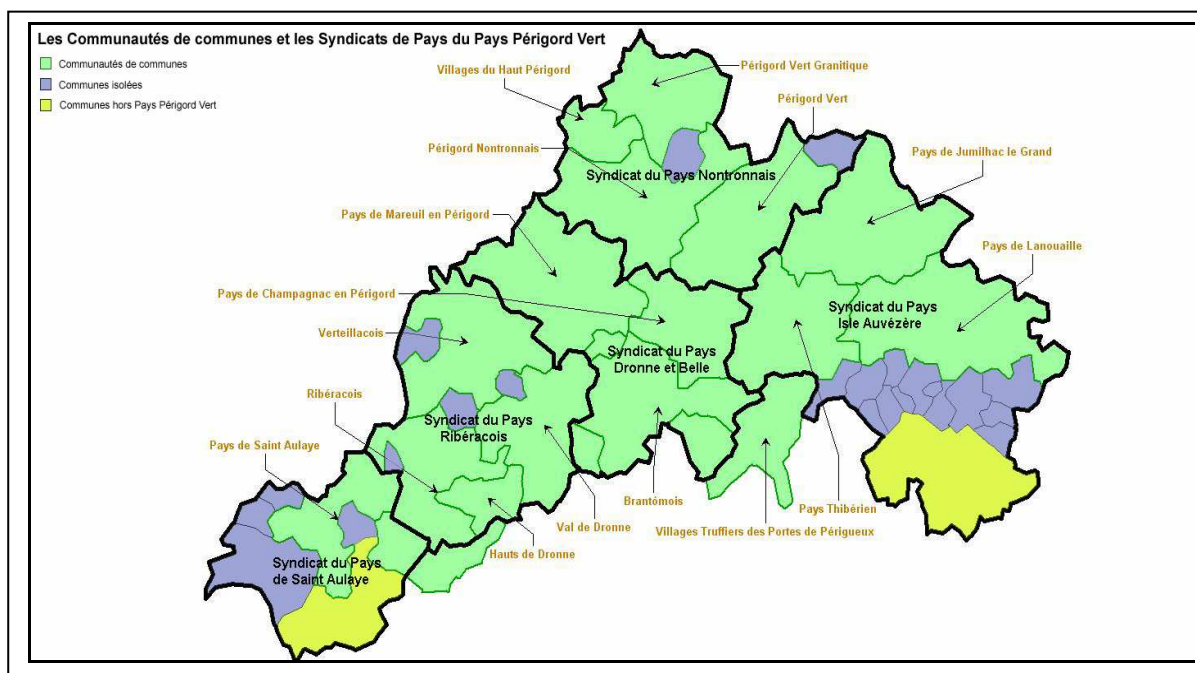 Les Communautés de communes et les Syndicats de Pays du Pays Périgord Vert
Communautés de communes
Communes isolées
Communes hors Pays Périgord Vert
Villages du Haut Périgord
Périgord Vert Granitique
Périgord Vert
Périgord Nontronnais
Pays de Jumilhac le Grand
Syndicat du Pays Nontronnais
Pays de Mareuil en Périgord
Pays de Lanouaille
Pays de Champagnac en Périgord
Syndicat du Pays
Isle Auvézère
Verteillacois
Syndicat du Pays
Dronne et Belle
Ribéracois
Syndicat du Pays
Ribéracois
Pays de Saint Aulaye
Brantômois
Pays Thibérien
Val de Dronne
Villages Truffiers des Portes de Périgueux
Hauts de Dronne
Syndicat du Pays
de Saint Aulaye